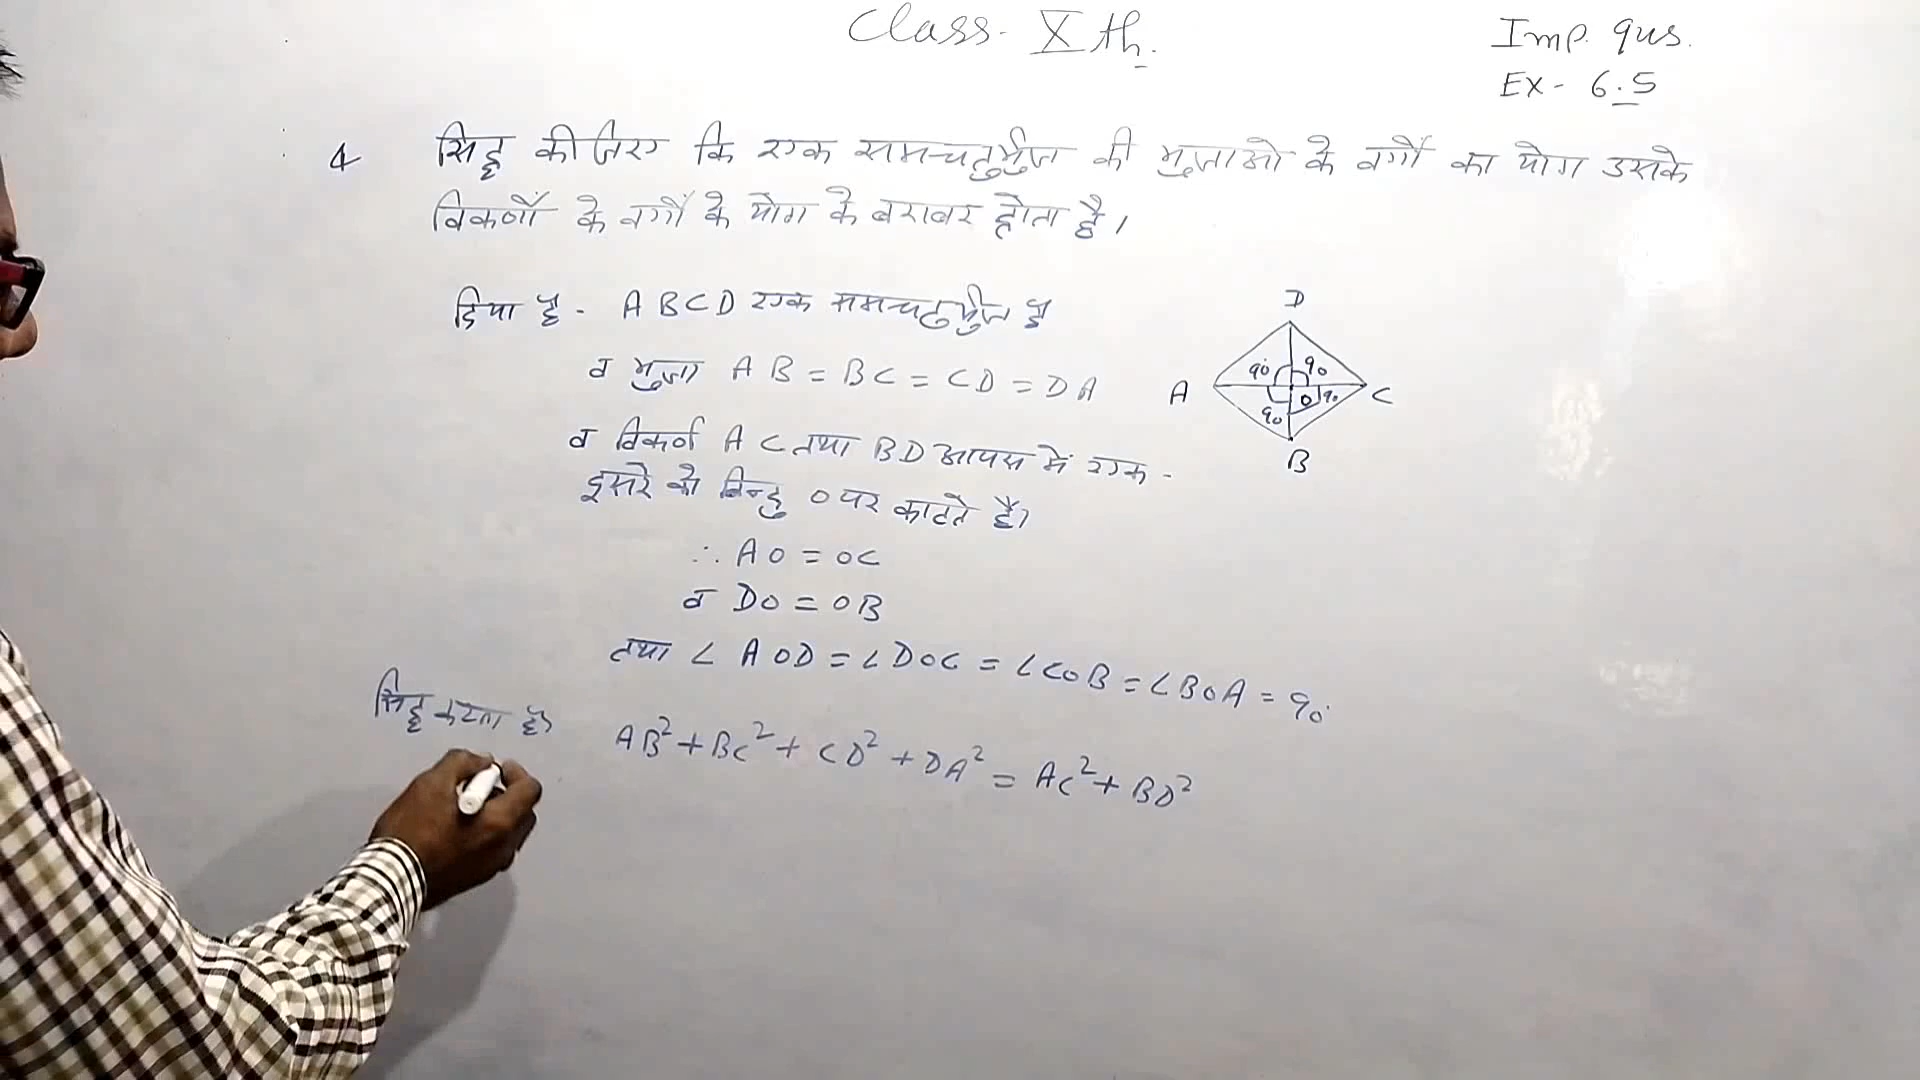 Class. Xth.
Imp. qus.
Ex- 6.5
4 सिद्ध कीजिए कि एक समचतुर्भुज की भुजाओ के वर्गों का योग उसके
विकर्णों के वर्गों के योग के बराबर होता है।
दिया है - ABCD एक समचतुर्भुज है
व भुजा AB = BC = CD = DA
व विकर्ण AC तथा BD आपस में एक -
दूसरे को बिन्दु O पर काटते है।
∴ AO = OC
व DO = OB
तथा ∠AOD = ∠DOC = ∠COB = ∠BOA = 90°
सिद्ध करना है
AB² + BC² + CD² + DA² = AC² + BD²
D
90° 90
A C
O 90
90
B